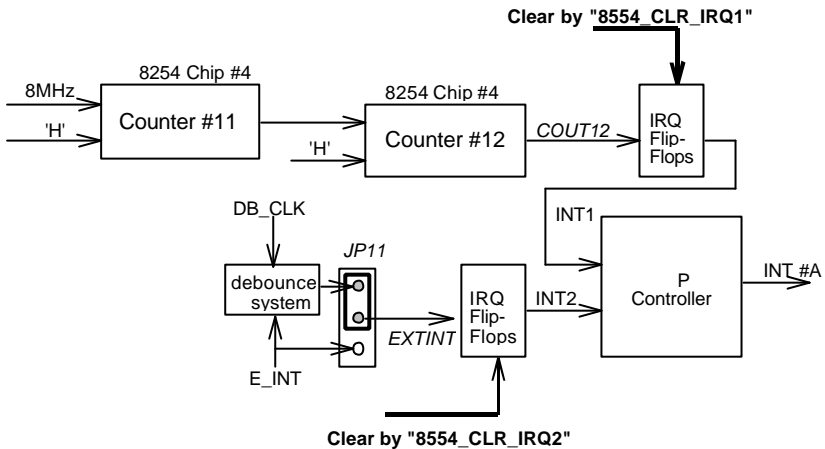 Clear by "8554_CLR_IRQ1"
8254 Chip #4
8MHz
'H'
Counter #11
8254 Chip #4
'H'
Counter #12
COUT12
IRQ
Flip-
Flops
INT1
DB_CLK
JP11
debounce
system
E_INT
EXTINT
IRQ
Flip-
Flops
INT2
P
Controller
INT #A
Clear by "8554_CLR_IRQ2"